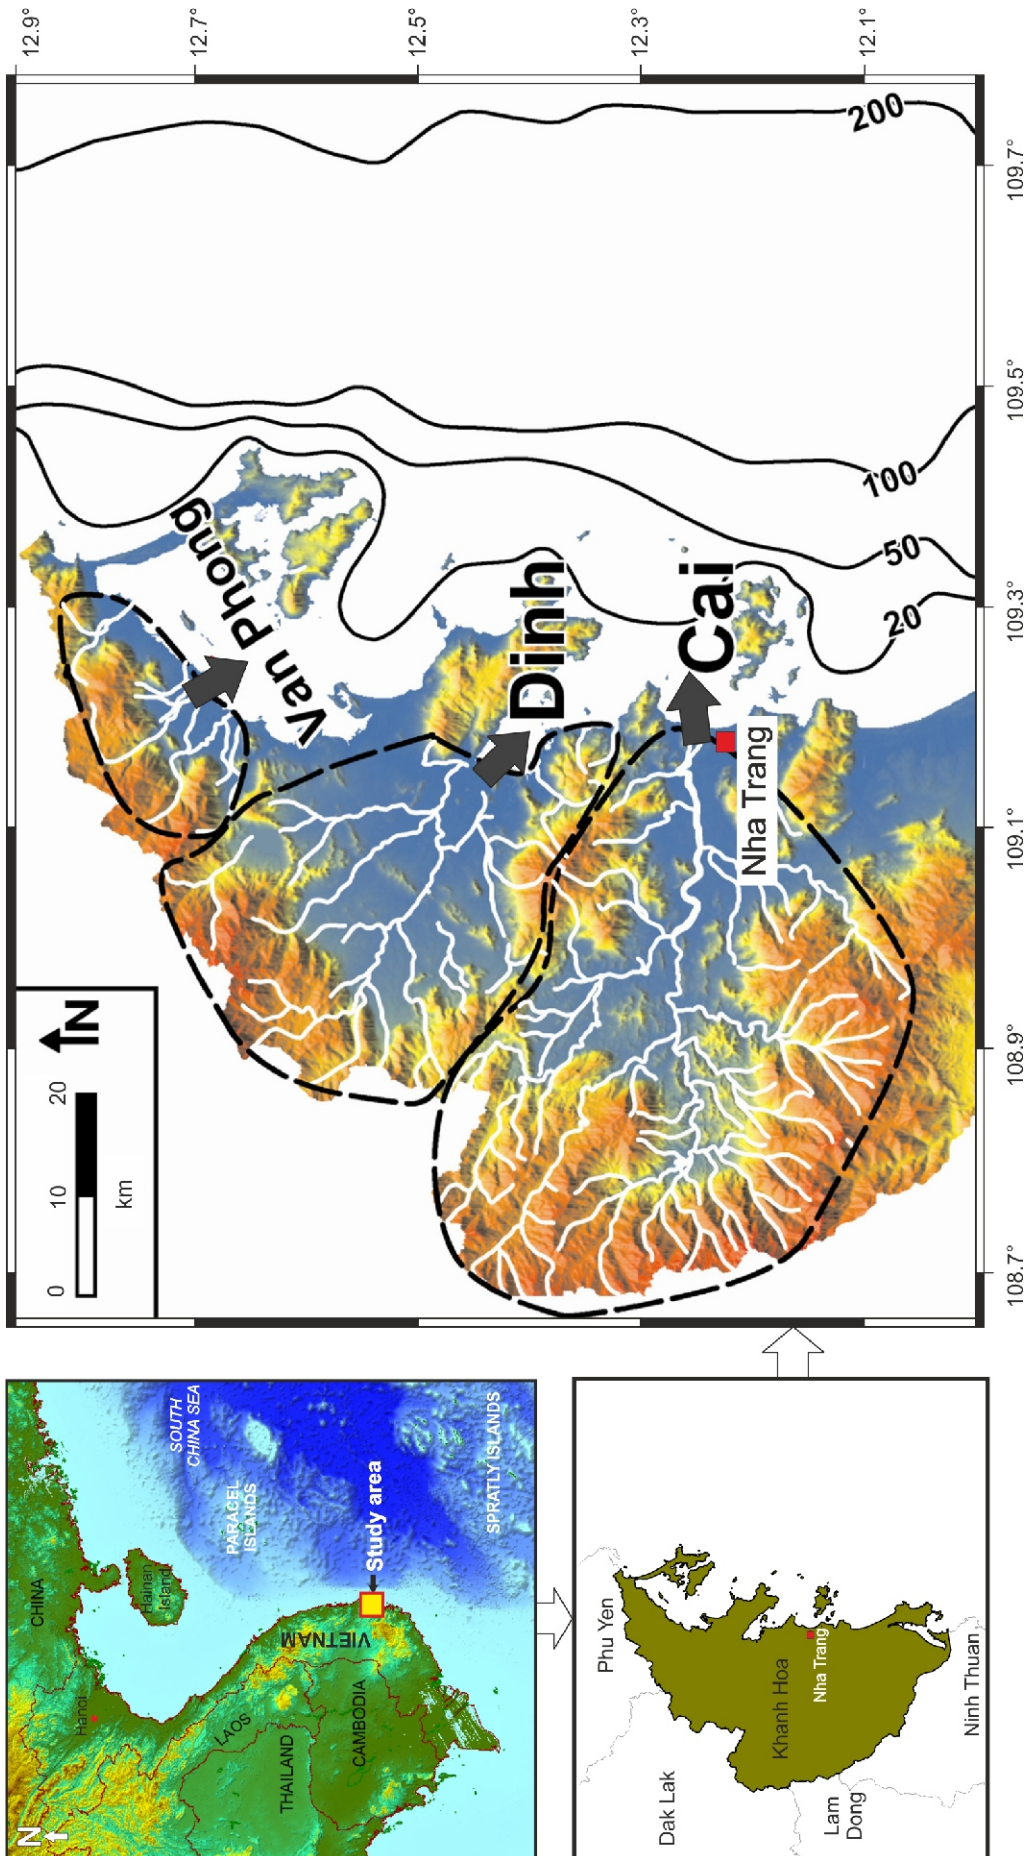 N
CHINA
Hanoi
Hainan
Island
SOUTH
CHINA SEA
PARACEL
ISLANDS
LAOS
VIETNAM
THAILAND
CAMBODIA
Study area
SPRATLY ISLANDS
Phu Yen
Dak Lak
Khanh Hoa
Nha Trang
Lam
Dong
Ninh Thuan
0 10 20
km
N
Van Phong
Dinh
Cai
Nha Trang
20
50
100
200
12.9°
12.7°
12.5°
12.3°
12.1°
108.7°
108.9°
109.1°
109.3°
109.5°
109.7°